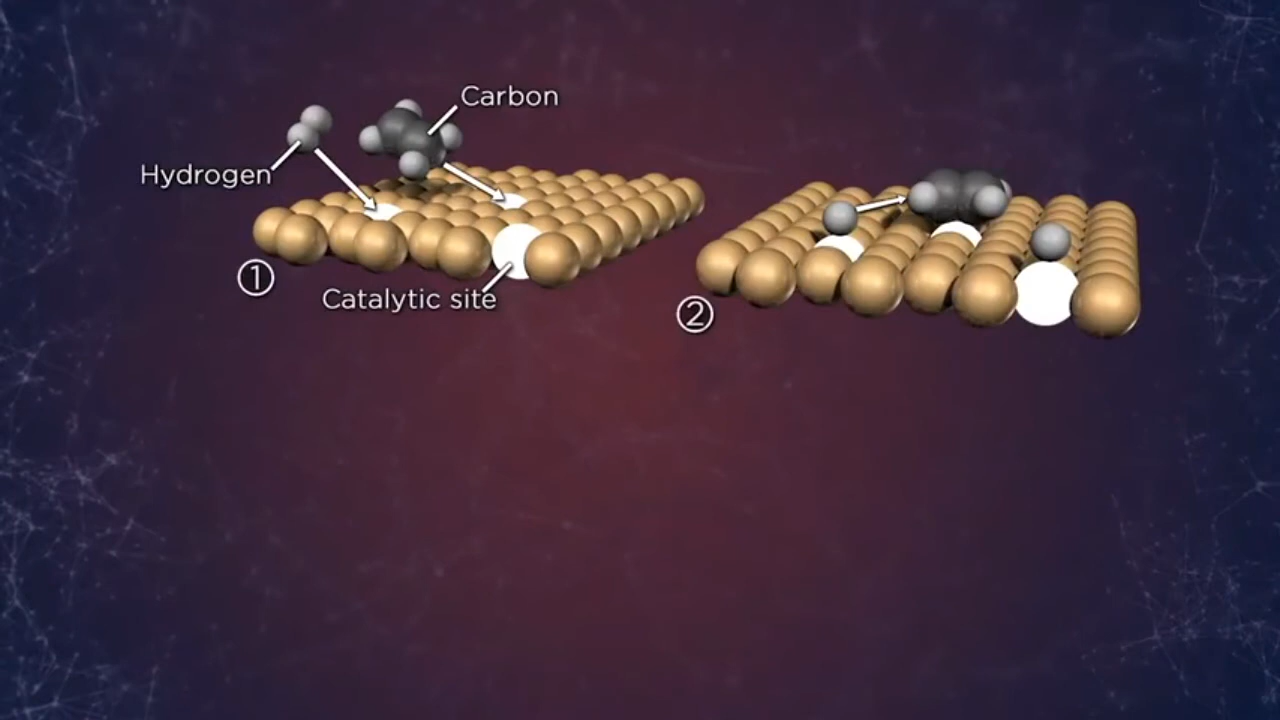 Carbon
Hydrogen
Catalytic site
①
②